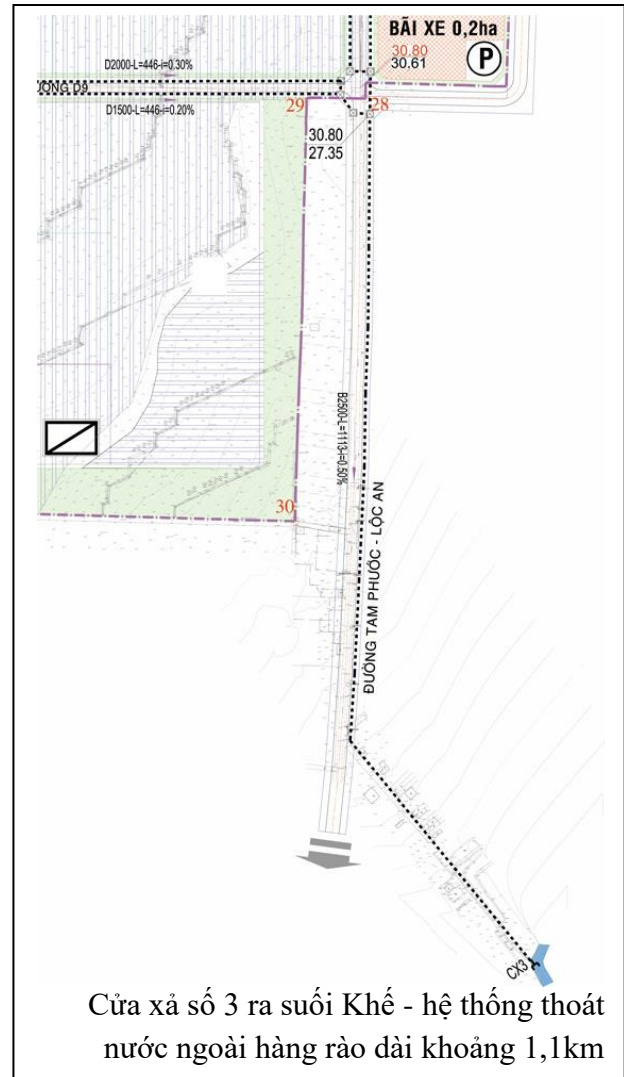 BÃI XE 0,2ha
30.80
30.61
P
D2000-L=446-i=0.30%
ƯỜNG D9
D1500-L=446-i=0.20%
29
28
30.80
27.35
B2500-L=1113-i=0.50%
30
ĐƯỜNG TAM PHƯỚC - LỘC AN
CX3
Cửa xả số 3 ra suối Khế - hệ thống thoát
nước ngoài hàng rào dài khoảng 1,1km